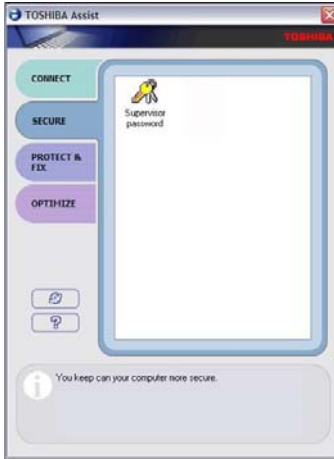 TOSHIBA Assist
TOSHIBA
CONNECT
SECURE
PROTECT &
FIX
OPTIMIZE
Supervisor
password
?
i
You keep can your computer more secure.